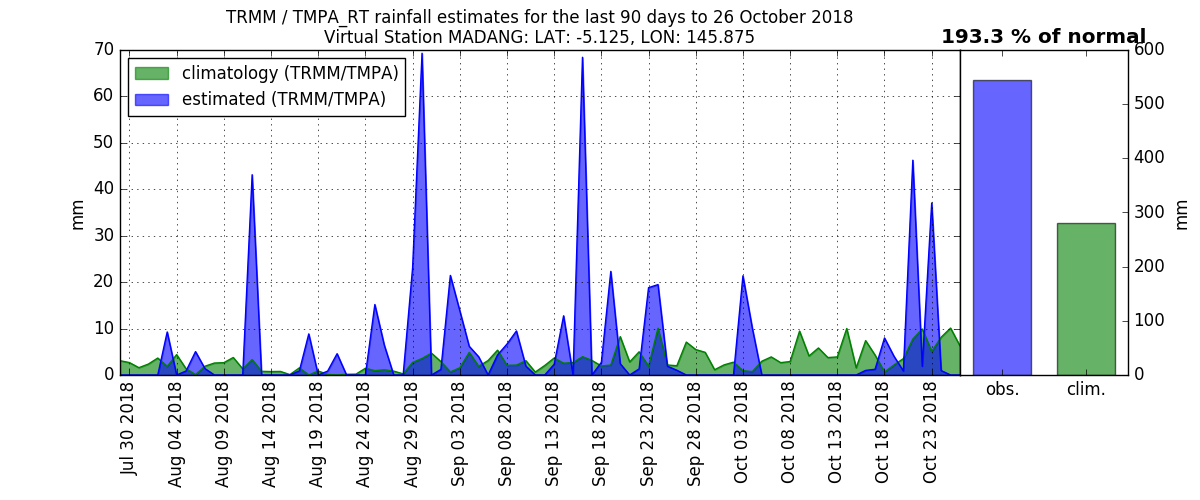 TRMM / TMPA_RT rainfall estimates for the last 90 days to 26 October 2018
Virtual Station MADANG: LAT: -5.125, LON: 145.875
193.3 % of normal
climatology (TRMM/TMPA)
estimated (TRMM/TMPA)
70
60
50
40
30
20
10
0
mm
Jul 30 2018
Aug 04 2018
Aug 09 2018
Aug 14 2018
Aug 19 2018
Aug 24 2018
Aug 29 2018
Sep 03 2018
Sep 08 2018
Sep 13 2018
Sep 18 2018
Sep 23 2018
Sep 28 2018
Oct 03 2018
Oct 08 2018
Oct 13 2018
Oct 18 2018
Oct 23 2018
600
500
400
300
200
100
0
mm
obs.
clim.